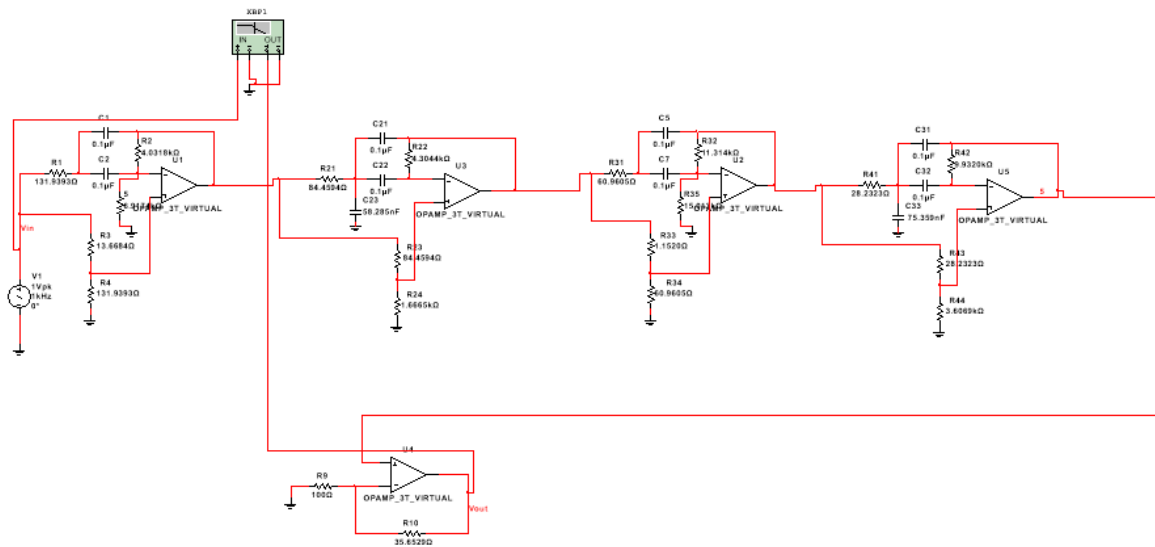 XBP1
IN OUT
C1
0.1µF
R2
4.0318kΩ
U1
R1
131.9393Ω
C2
0.1µF
OPAMP_3T_VIRTUAL
R3
13.6684Ω
R4
131.9393Ω
Vin
V1
1Vpk
1kHz
0°
C21
0.1µF
R22
4.3044kΩ
U3
R21
84.4594Ω
C22
0.1µF
C23
58.285nF
OPAMP_3T_VIRTUAL
R23
84.4594Ω
R24
1.6665kΩ
C5
0.1µF
R32
11.314kΩ
U2
R31
60.9605Ω
C7
0.1µF
R35
OPAMP_3T_VIRTUAL
R33
1.1520Ω
R34
60.9605Ω
C31
0.1µF
R42
9.9320kΩ
U5
R41
28.2323Ω
C32
0.1µF
C33
75.359nF
OPAMP_3T_VIRTUAL
5
R43
28.2323Ω
R44
3.6069kΩ
U4
R9
100Ω
OPAMP_3T_VIRTUAL
Vout
R10
35.6529Ω